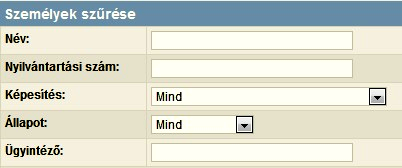 Személyek szűrése
Név:
Nyilvántartási szám:
Képesítés: Mind
Állapot: Mind
Ügyintéző: